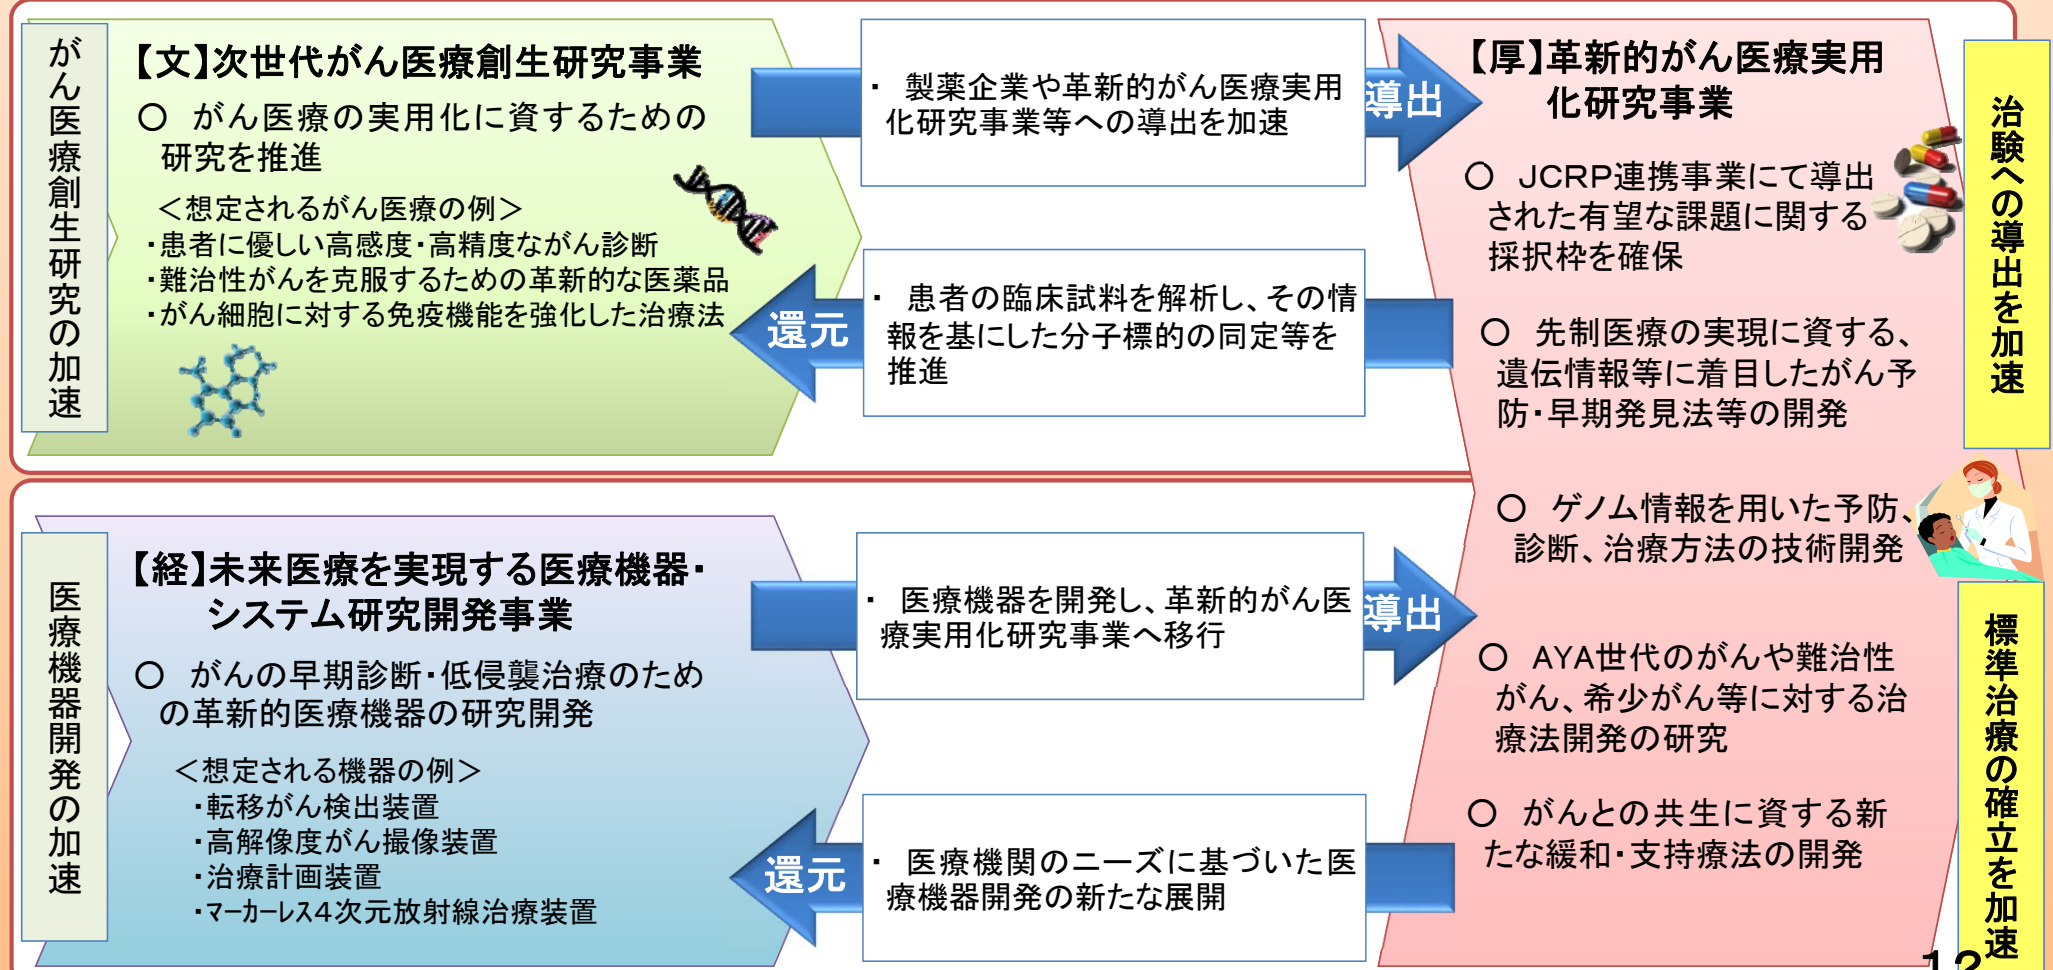 がん医療創生研究の加速
【文】次世代がん医療創生研究事業
〇 がん医療の実用化に資するための
研究を推進
＜想定されるがん医療の例＞
・患者に優しい高感度・高精度ながん診断
・難治性がんを克服するための革新的な医薬品
・がん細胞に対する免疫機能を強化した治療法
・ 製薬企業や革新的がん医療実用
化研究事業等への導出を加速
導出
還元
・ 患者の臨床試料を解析し、その情
報を基にした分子標的の同定等を
推進
医療機器開発の加速
【経】未来医療を実現する医療機器・
システム研究開発事業
〇 がんの早期診断・低侵襲治療のため
の革新的医療機器の研究開発
＜想定される機器の例＞
・転移がん検出装置
・高解像度がん撮像装置
・治療計画装置
・マーカーレス４次元放射線治療装置
・ 医療機器を開発し、革新的がん医
療実用化研究事業へ移行
導出
還元
・ 医療機関のニーズに基づいた医
療機器開発の新たな展開
【厚】革新的がん医療実用
化研究事業
〇 JCRP連携事業にて導出
された有望な課題に関する
採択枠を確保
〇 先制医療の実現に資する、
遺伝情報等に着目したがん予
防・早期発見法等の開発
〇 ゲノム情報を用いた予防、
診断、治療方法の技術開発
〇 AYA世代のがんや難治性
がん、希少がん等に対する治
療法開発の研究
〇 がんとの共生に資する新
たな緩和・支持療法の開発
治験への導出を加速
標準治療の確立を加速
12